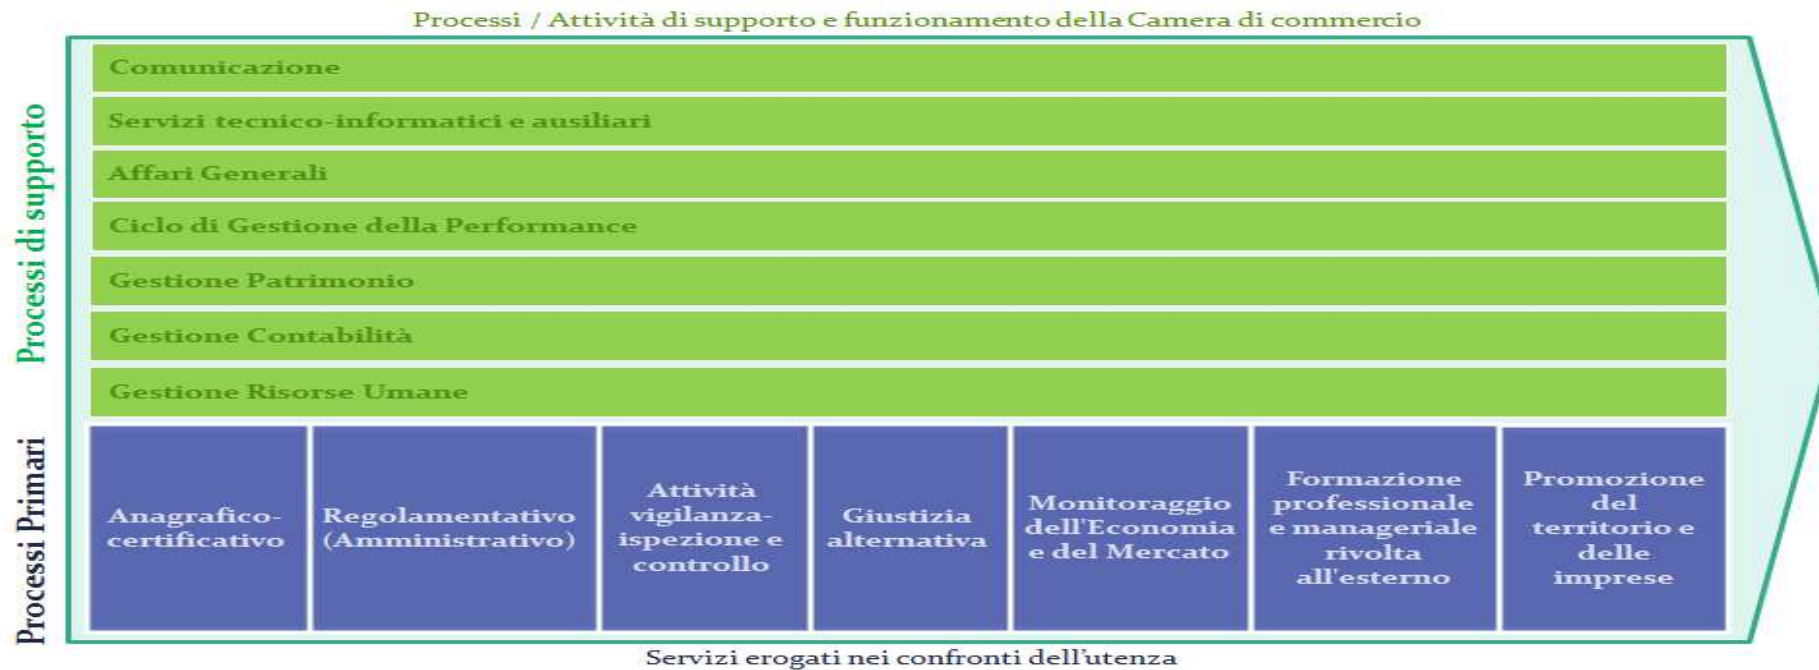 Processi / Attività di supporto e funzionamento della Camera di commercio
Processi di supporto
Comunicazione
Servizi tecnico-informatici e ausiliari
Affari Generali
Ciclo di Gestione della Performance
Gestione Patrimonio
Gestione Contabilità
Gestione Risorse Umane
Processi Primari
Anagrafico-
certificativo
Regolamentativo
(Amministrativo)
Attività
vigilanza-
ispezione e
controllo
Giustizia
alternativa
Monitoraggio
dell'Economia
e del Mercato
Formazione
professionale
e manageriale
rivolta
all'esterno
Promozione
del
territorio e
delle
imprese
Servizi erogati nei confronti dell'utenza